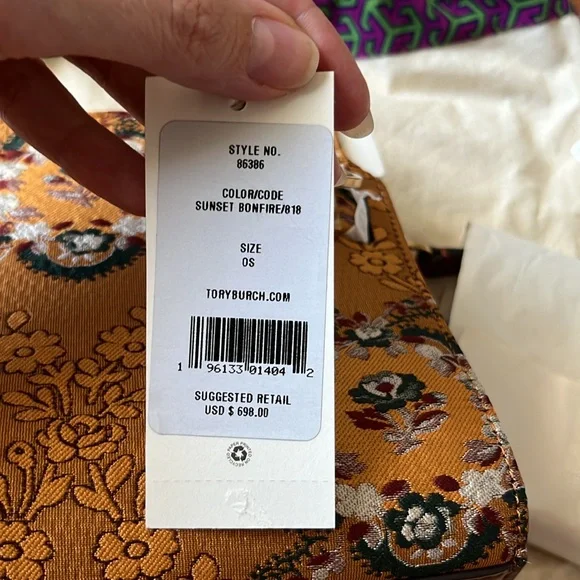 STYLE NO.
86386
COLOR/CODE
SUNSET BONFIRE/818
SIZE
OS
TORYBURCH.COM
1 96133 01404 2
SUGGESTED RETAIL
USD $ 698.00